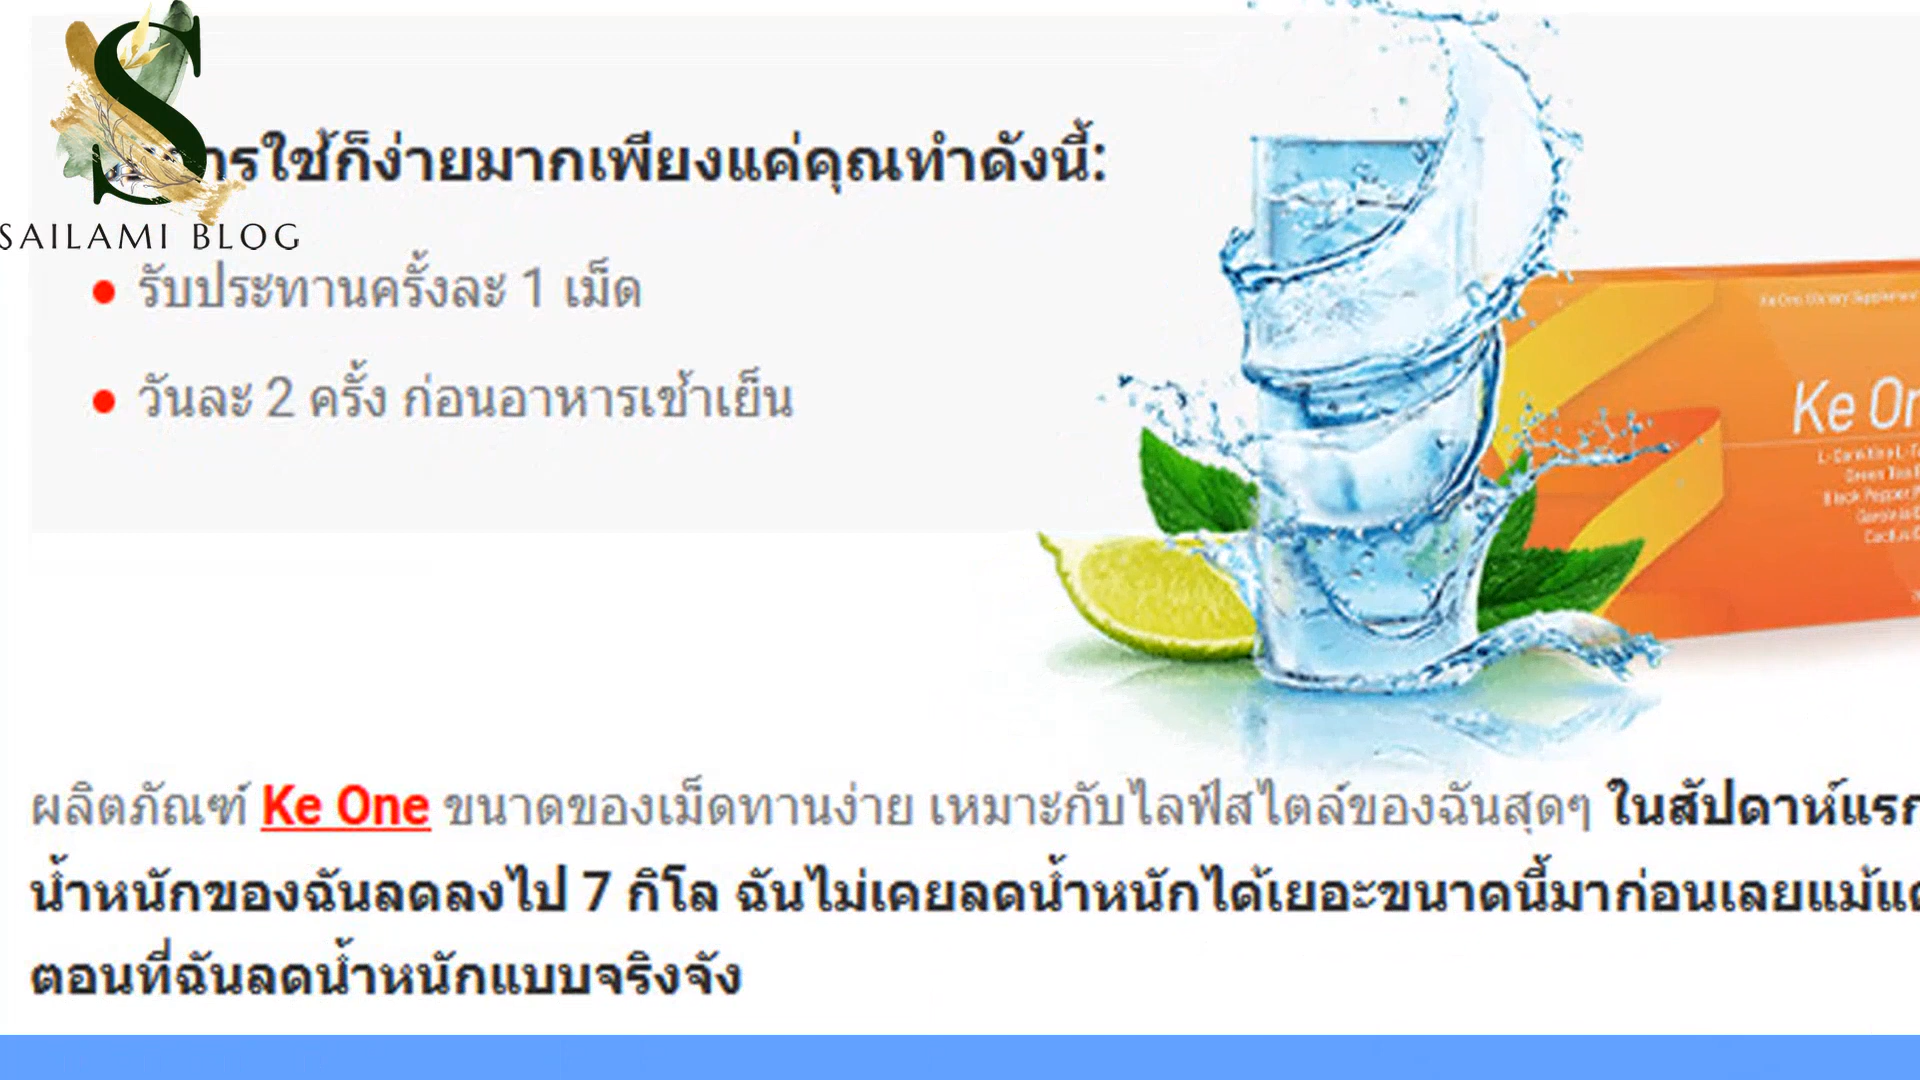 SAILAMI BLOG
ารใช้ก็ง่ายมากเพียงแค่คุณทำดังนี้:
รับประทานครั้งละ 1 เม็ด
วันละ 2 ครั้ง ก่อนอาหารเช้าเย็น
Ke On
ผลิตภัณฑ์ Ke One ขนาดของเม็ดทานง่าย เหมาะกับไลฟ์สไตล์ของฉันสุดๆ ในสัปดาห์แรก
น้ำหนักของฉันลดลงไป 7 กิโล ฉันไม่เคยลดน้ำหนักได้เยอะขนาดนี้มาก่อนเลยแม้แต่
ตอนที่ฉันลดน้ำหนักแบบจริงจัง